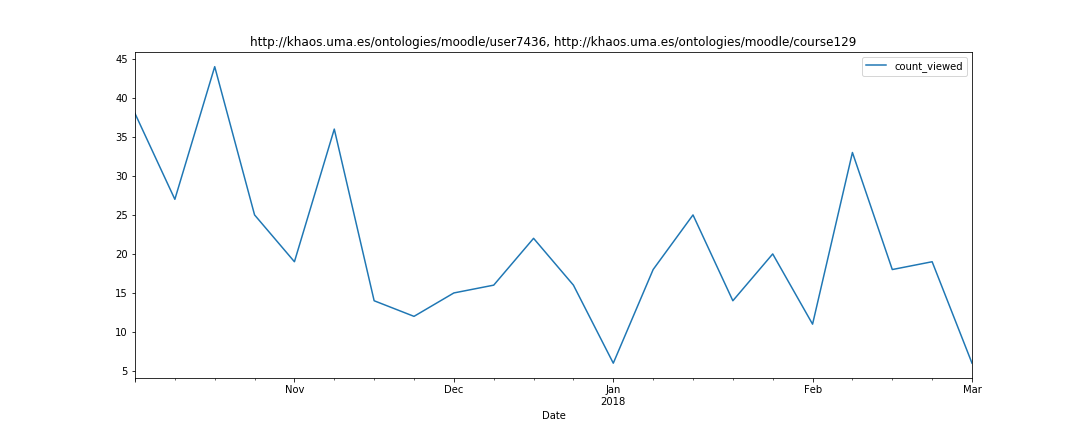 http://khaos.uma.es/ontologies/moodle/user7436, http://khaos.uma.es/ontologies/moodle/course129
count_viewed
45
40
35
30
25
20
15
10
5
Nov
Dec
Jan
2018
Feb
Mar
Date